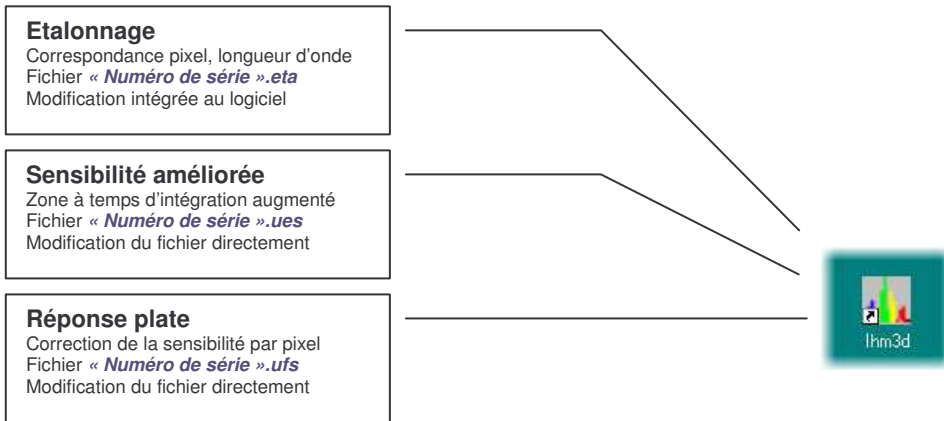 Etalonnage
Correspondance pixel, longueur d'onde
Fichier « Numéro de série ».eta
Modification intégrée au logiciel
Sensibilité améliorée
Zone à temps d'intégration augmenté
Fichier « Numéro de série ».ues
Modification du fichier directement
Réponse plate
Correction de la sensibilité par pixel
Fichier « Numéro de série ».ufs
Modification du fichier directement
Ihm3d